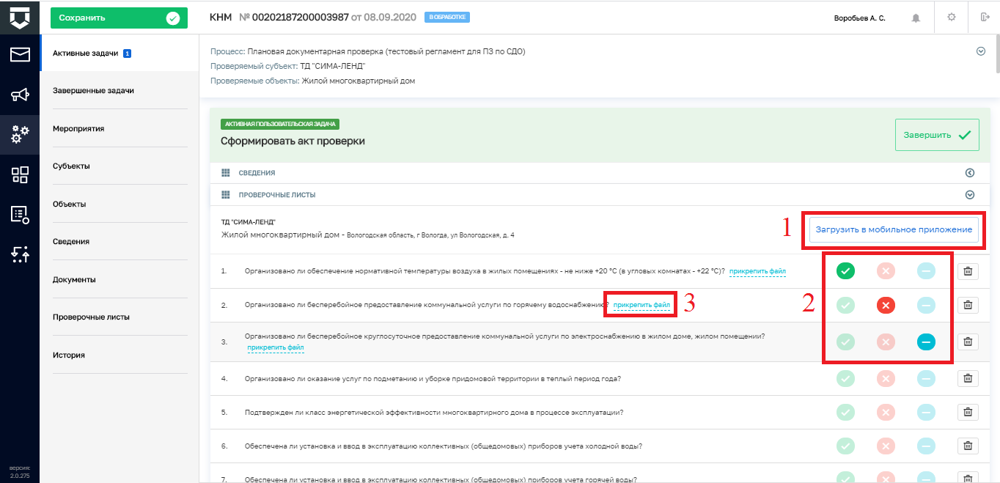 Сохранить
КНМ № 00202187200003987 от 08.09.2020 В ОБРАБОТКЕ
Воробьев А. С.
Активные задачи 1
Завершенные задачи
Мероприятия
Субъекты
Объекты
Сведения
Документы
Проверочные листы
История
версия:
2.0.275
Процесс: Плановая документарная проверка (тестовый регламент для ПЗ по СДО)
Проверяемый субъект: ТД "СИМА-ЛЕНД"
Проверяемые объекты: Жилой многоквартирный дом
АКТИВНАЯ ПОЛЬЗОВАТЕЛЬСКАЯ ЗАДАЧА
Сформировать акт проверки
Завершить
СВЕДЕНИЯ
ПРОВЕРОЧНЫЕ ЛИСТЫ
ТД "СИМА-ЛЕНД"
Жилой многоквартирный дом - Вологодская область, г Вологда, ул Вологодская, д. 4
1 Загрузить в мобильное приложение
1. Организовано ли обеспечение нормативной температуры воздуха в жилых помещениях - не ниже +20 °С (в угловых комнатах - +22 °С)? прикрепить файл
2. Организовано ли бесперебойное предоставление коммунальной услуги по горячему водоснабжению? прикрепить файл 3 2
3. Организовано ли бесперебойное круглосуточное предоставление коммунальной услуги по электроснабжению в жилом доме, жилом помещении?
прикрепить файл
4. Организовано ли оказание услуг по подметанию и уборке придомовой территории в теплый период года?
5. Подтвержден ли класс энергетической эффективности многоквартирного дома в процессе эксплуатации?
6. Обеспечена ли установка и ввод в эксплуатацию коллективных (общедомовых) приборов учета холодной воды?
7. Обеспечена ли установка и ввод в эксплуатацию коллективных (общедомовых) приборов учета горячей воды?